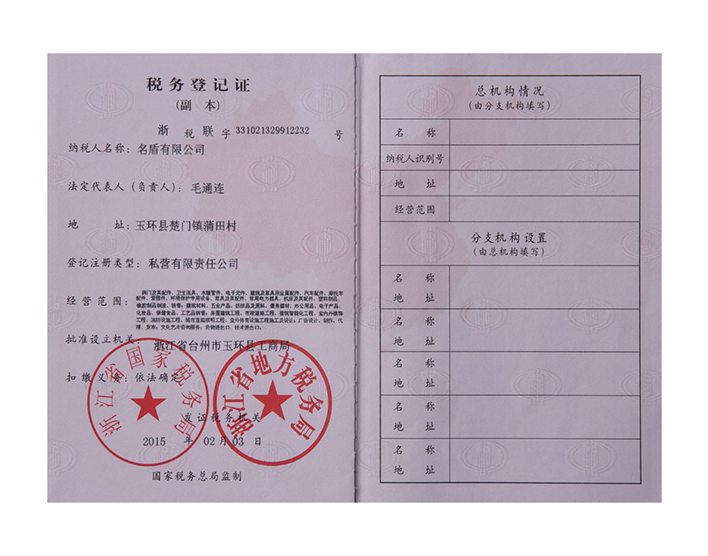 税务登记证
(副 本)
浙 税 联 字 331021329912232 号
纳税人名称: 名盾有限公司
法定代表人(负责人): 毛通连
地 址: 玉环县楚门镇蒲田村
登记注册类型: 私营有限责任公司
经营范围:
批准设立机关: 浙江省台州市玉环县工商局
扣缴义务: 依法确定
浙江省国家税务局
浙江省地方税务局
发证税务机关
2015 年 02 月 03 日
国家税务总局监制
总机构情况
(由分支机构填写)
名 称
纳税人识别号
地 址
经营范围
分支机构设置
(由总机构填写)
名 称
地 址
名 称
地 址
名 称
地 址
名 称
地 址
名 称
地 址